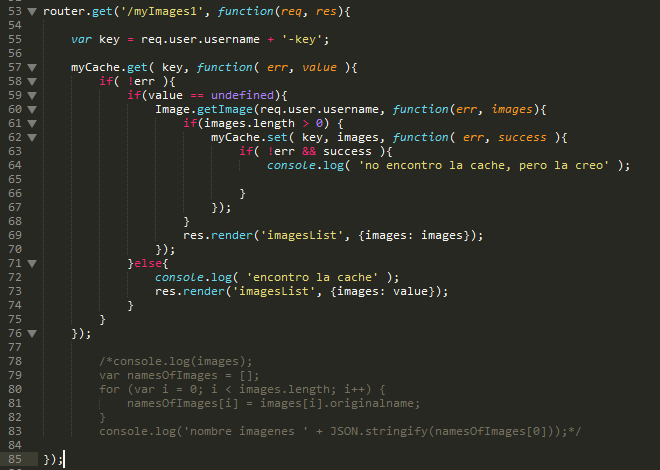 53 router.get('/myImages1', function(req, res){
54
55     var key = req.user.username + '-key';
56
57     myCache.get( key, function( err, value ){
58         if( !err ){
59             if(value == undefined){
60                 Image.getImage(req.user.username, function(err, images){
61                     if(images.length > 0) {
62                         myCache.set( key, images, function( err, success ){
63                             if( !err && success ){
64                                 console.log( 'no encontro la cache, pero la creo' );
65
66                             }
67                         });
68                     }
69                     res.render('imagesList', {images: images});
70                 });
71             }else{
72                 console.log( 'encontro la cache' );
73                 res.render('imagesList', {images: value});
74             }
75         }
76     });
77
78         /*console.log(images);
79         var namesOfImages = [];
80         for (var i = 0; i < images.length; i++) {
81             namesOfImages[i] = images[i].originalname;
82         }
83         console.log('nombre imagenes ' + JSON.stringify(namesOfImages[0]));*/
84
85 });